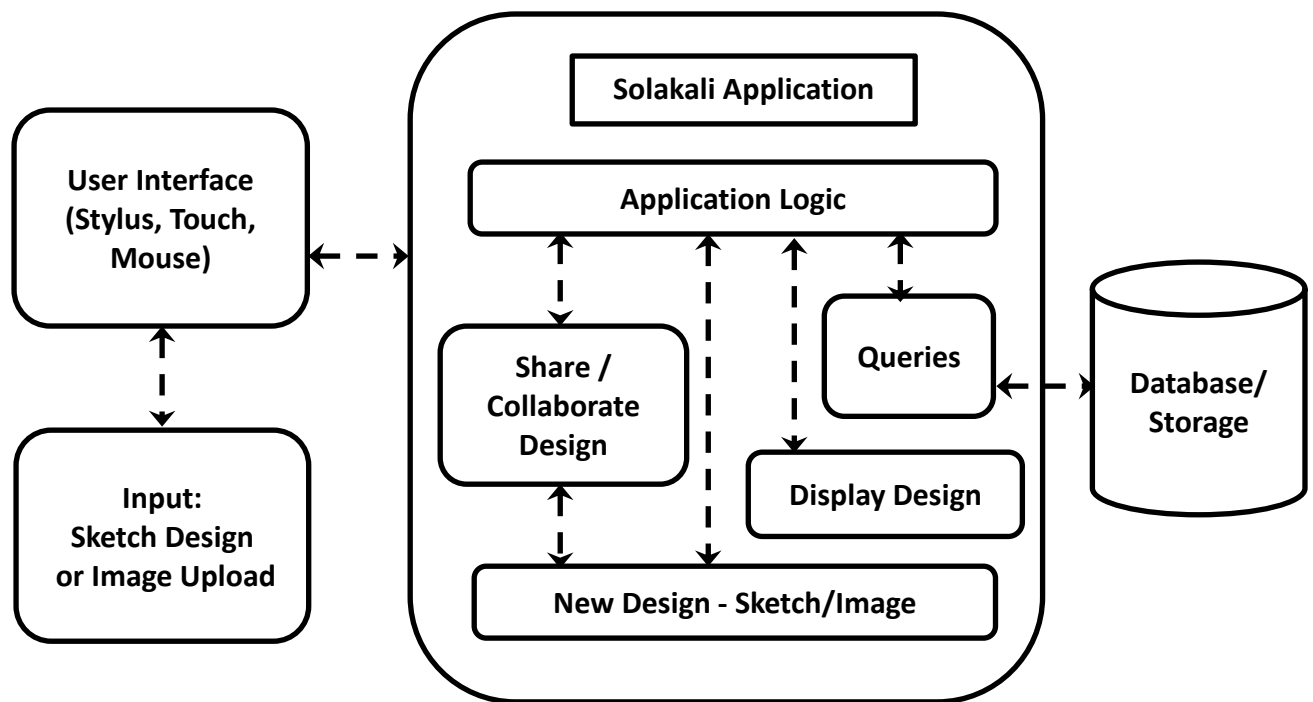 Solakali Application
User Interface
(Stylus, Touch,
Mouse)
Application Logic
Share /
Collaborate
Design
Queries
Database/
Storage
Input:
Sketch Design
or Image Upload
Display Design
New Design - Sketch/Image